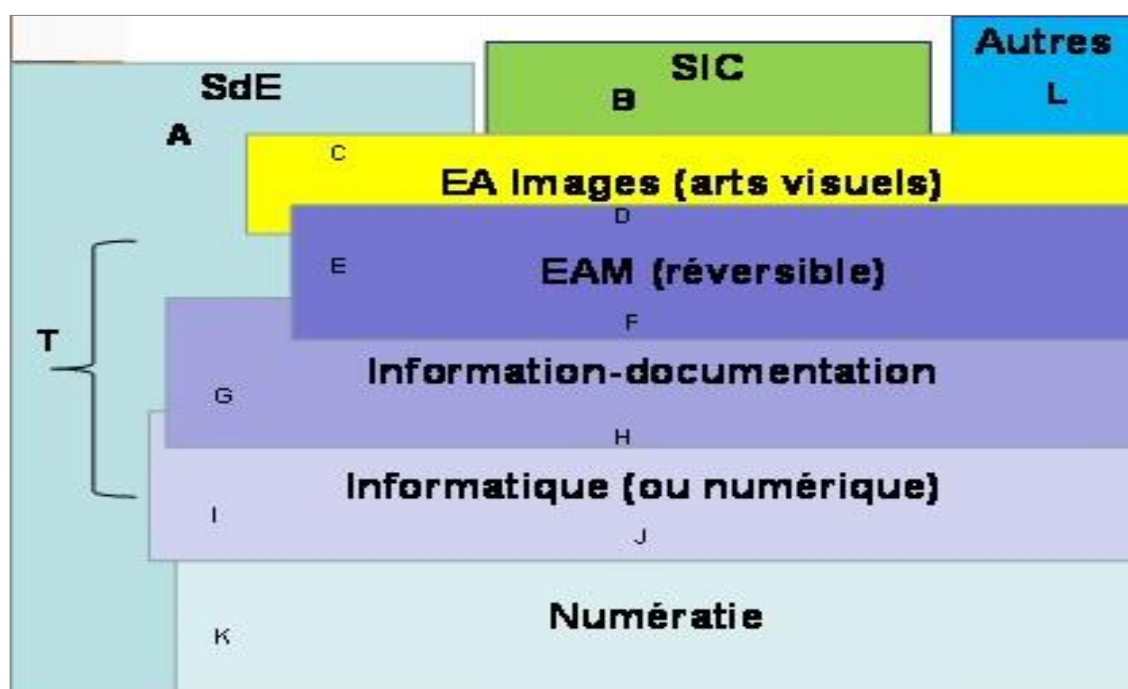 Autres
L
SIC
B
SdE
A
C
EA Images (arts visuels)
D
E
EAM (réversible)
F
T
Information-documentation
G
H
Informatique (ou numérique)
I
J
Numératie
K